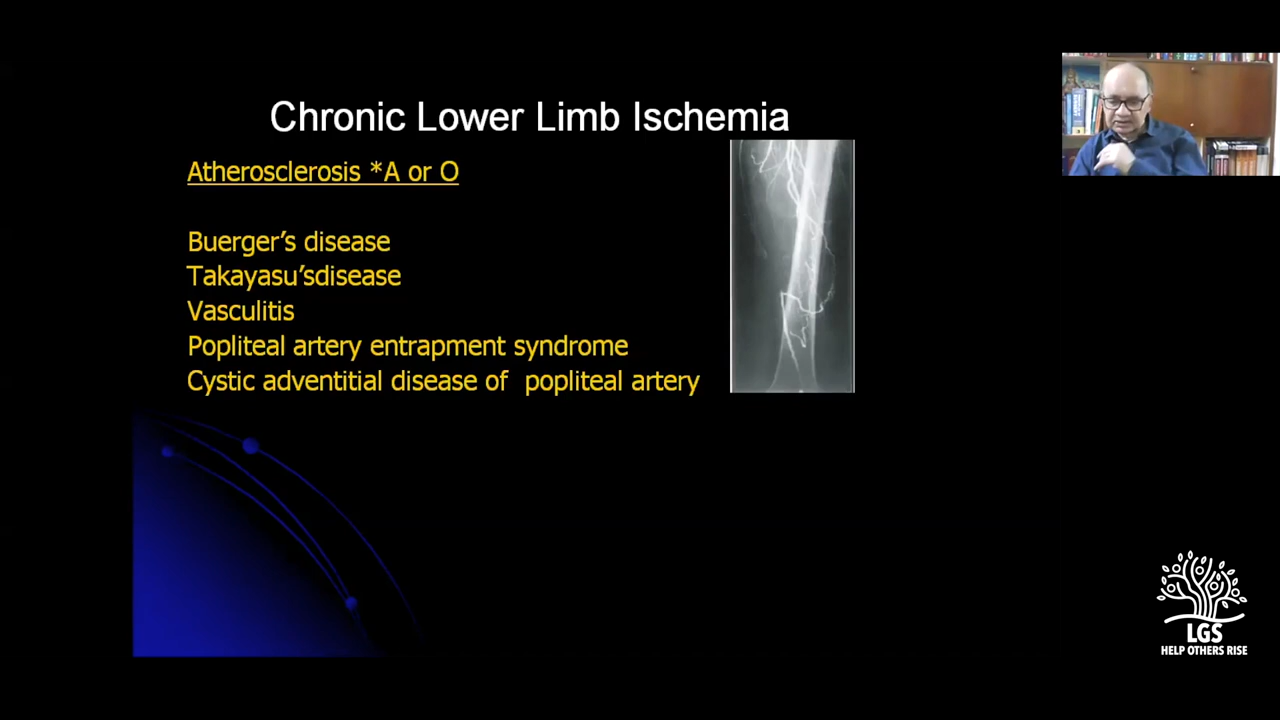 Chronic Lower Limb Ischemia
Atherosclerosis *A or O
Buerger’s disease
Takayasu’sdisease
Vasculitis
Popliteal artery entrapment syndrome
Cystic adventitial disease of  popliteal artery
LGS
HELP OTHERS RISE